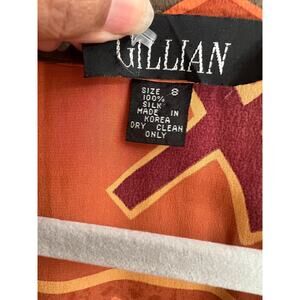 GILLIAN
SIZE 8
100%
SILK
MADE IN
KOREA
DRY CLEAN
ONLY